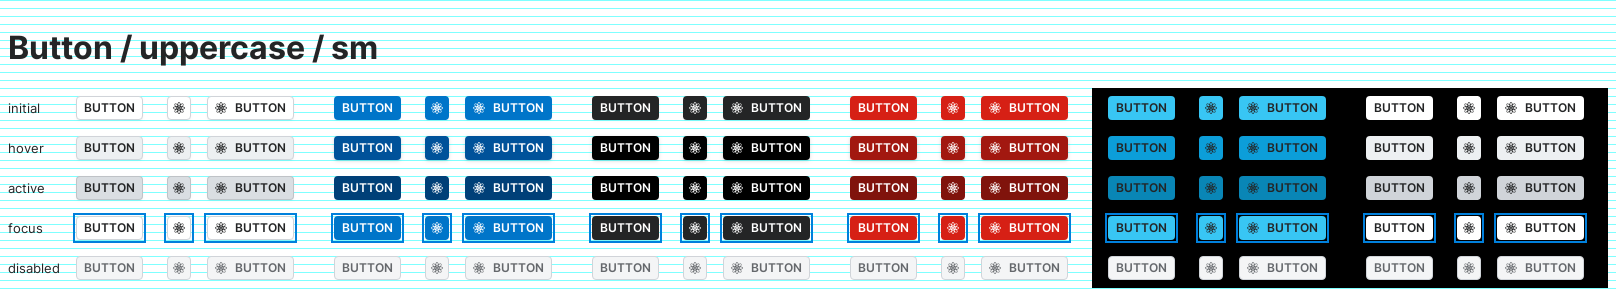 Button / uppercase / sm
initial BUTTON BUTTON BUTTON BUTTON BUTTON BUTTON BUTTON BUTTON BUTTON BUTTON BUTTON BUTTON
hover BUTTON BUTTON BUTTON BUTTON BUTTON BUTTON BUTTON BUTTON BUTTON BUTTON BUTTON BUTTON
active BUTTON BUTTON BUTTON BUTTON BUTTON BUTTON BUTTON BUTTON BUTTON BUTTON BUTTON BUTTON
focus BUTTON BUTTON BUTTON BUTTON BUTTON BUTTON BUTTON BUTTON BUTTON BUTTON BUTTON BUTTON
disabled BUTTON BUTTON BUTTON BUTTON BUTTON BUTTON BUTTON BUTTON BUTTON BUTTON BUTTON BUTTON